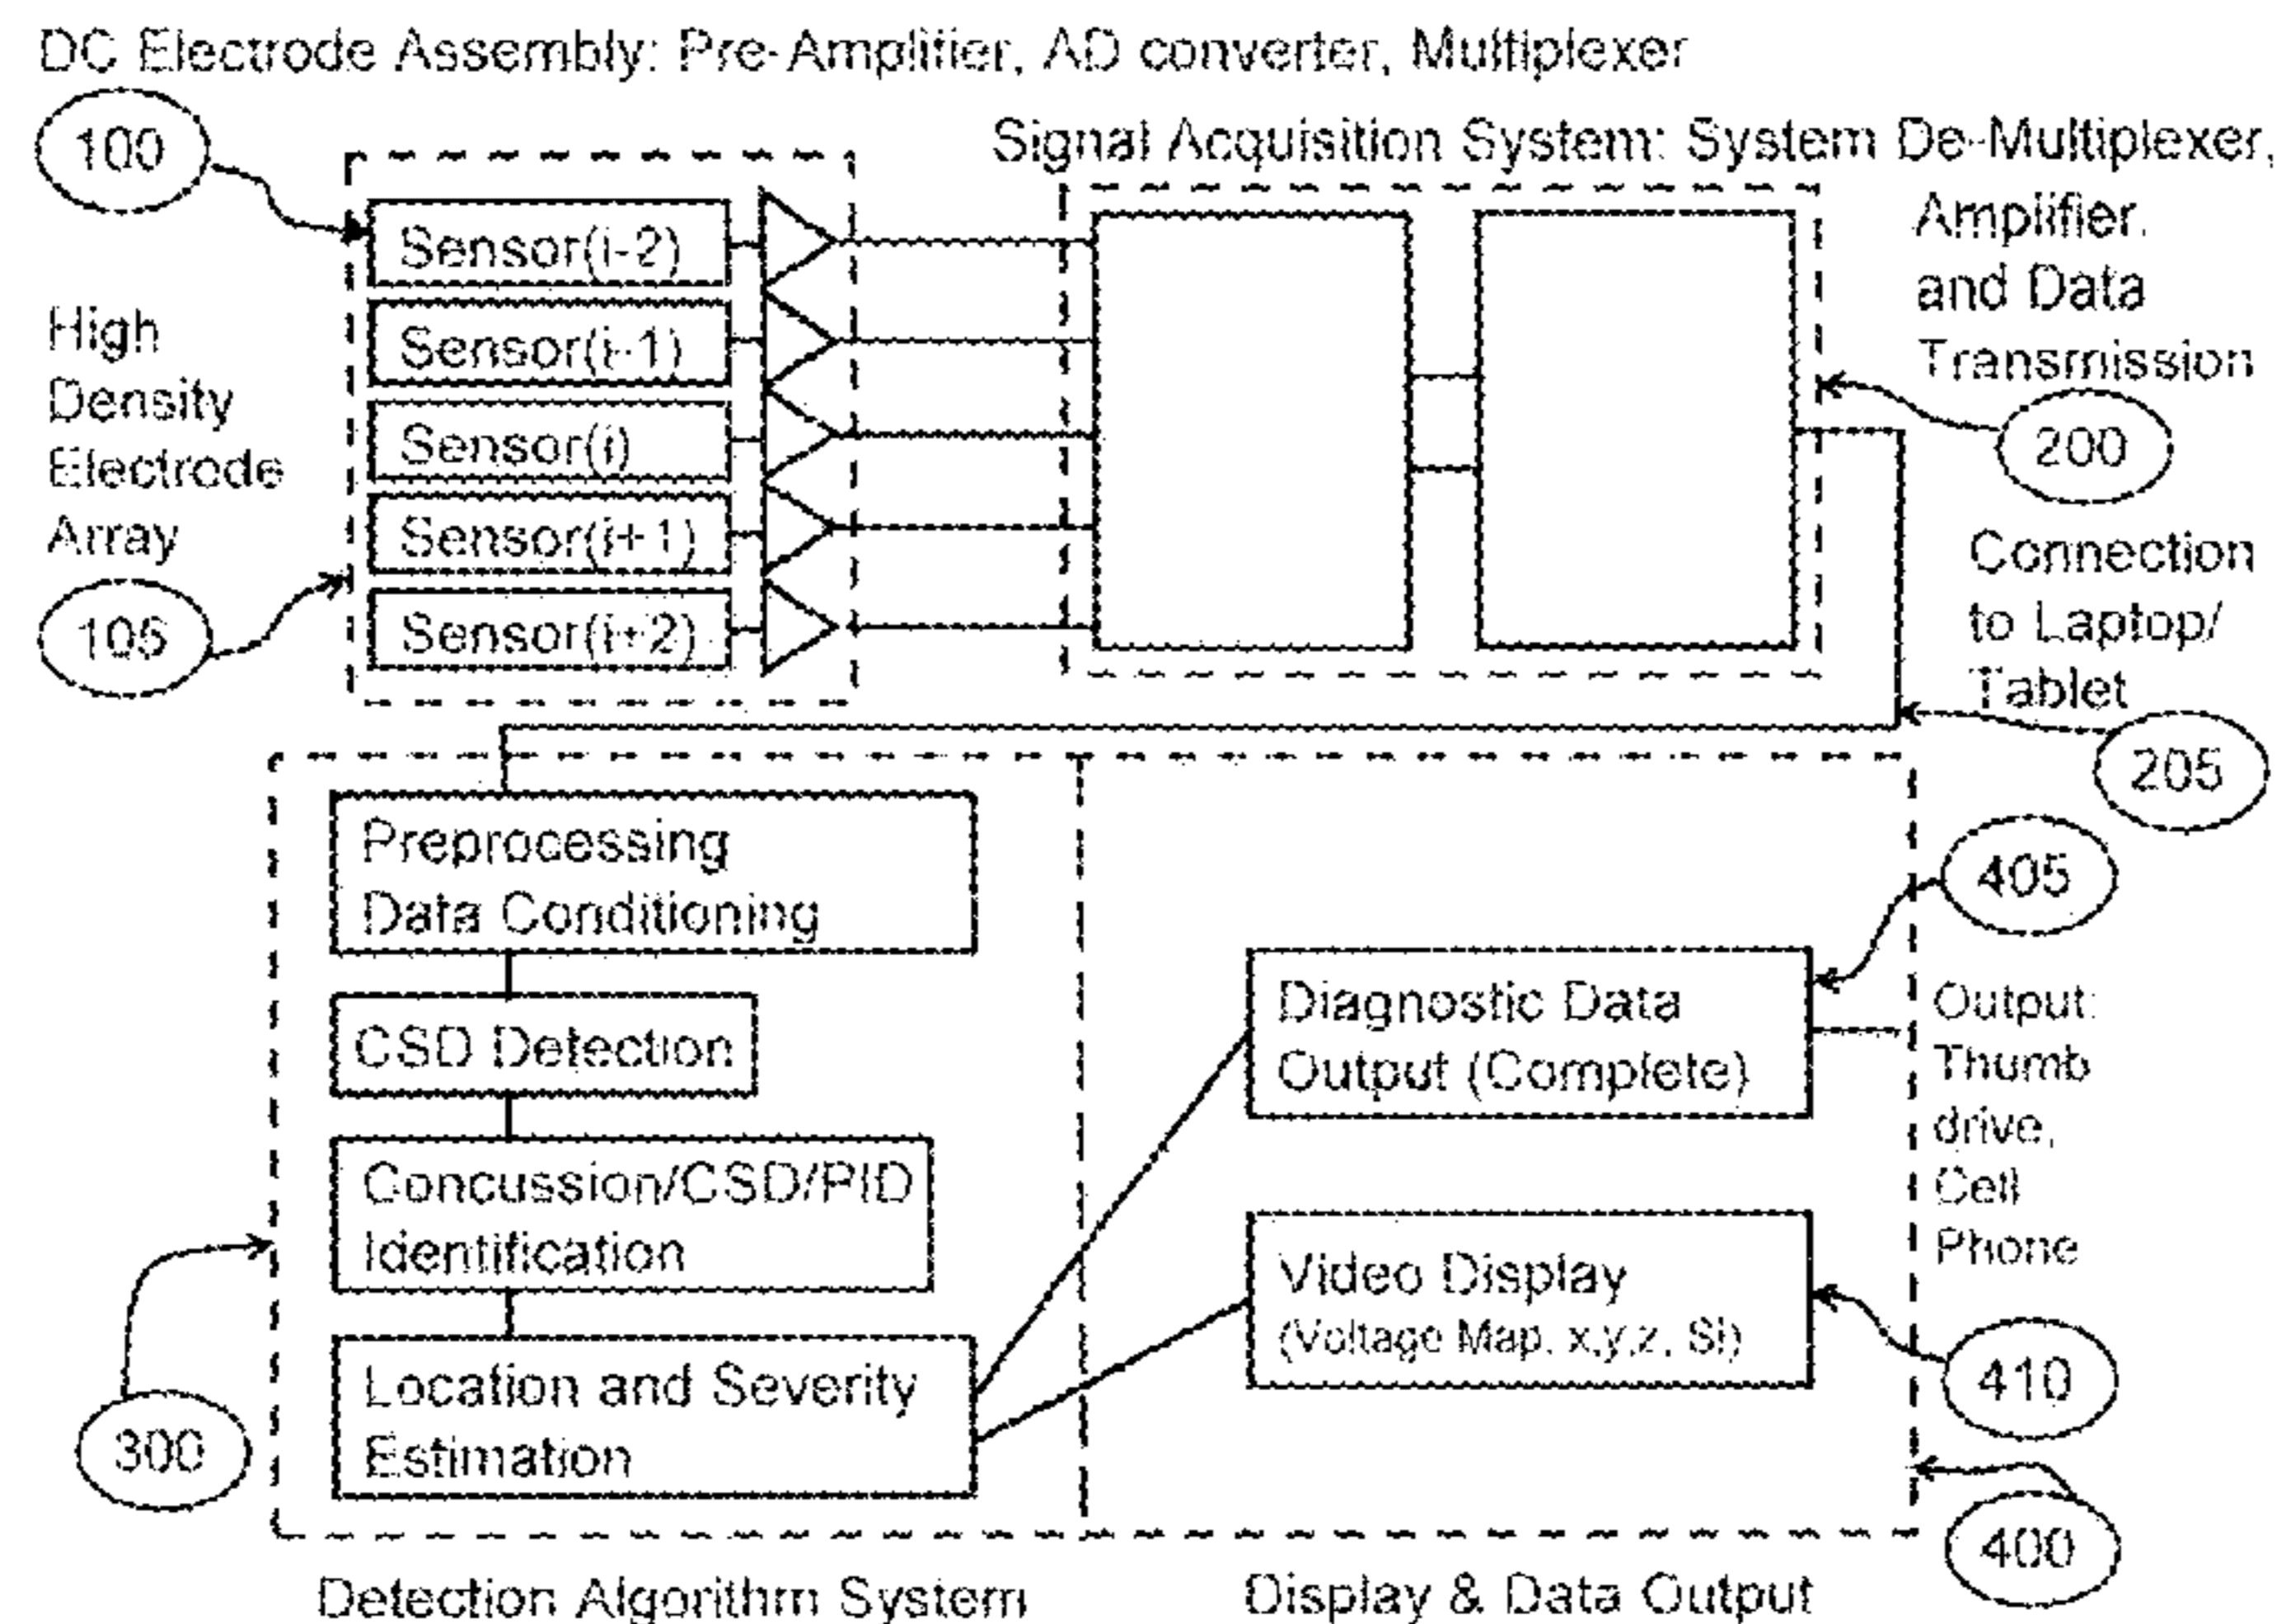 DC Electrode Assembly: Pre-Amplifier, AD converter, Multiplexer
100
Signal Acquisition System: System De-Multiplexer,
Amplifier,
and Data
Transmission
200
High
Density
Electrode
Array
105
Sensor(i-2)
Sensor(i-1)
Sensor(i)
Sensor(i+1)
Sensor(i+2)
Connection
to Laptop/
Tablet
205
Preprocessing
Data Conditioning
CSD Detection
Concussion/CSD/PID
Identification
Location and Severity
Estimation
300
405
Diagnostic Data
Output (Complete)
Output:
Thumb
drive,
Cell
Phone
Video Display
(Voltage Map, x,y,z, SI)
410
400
Detection Algorithm System
Display & Data Output